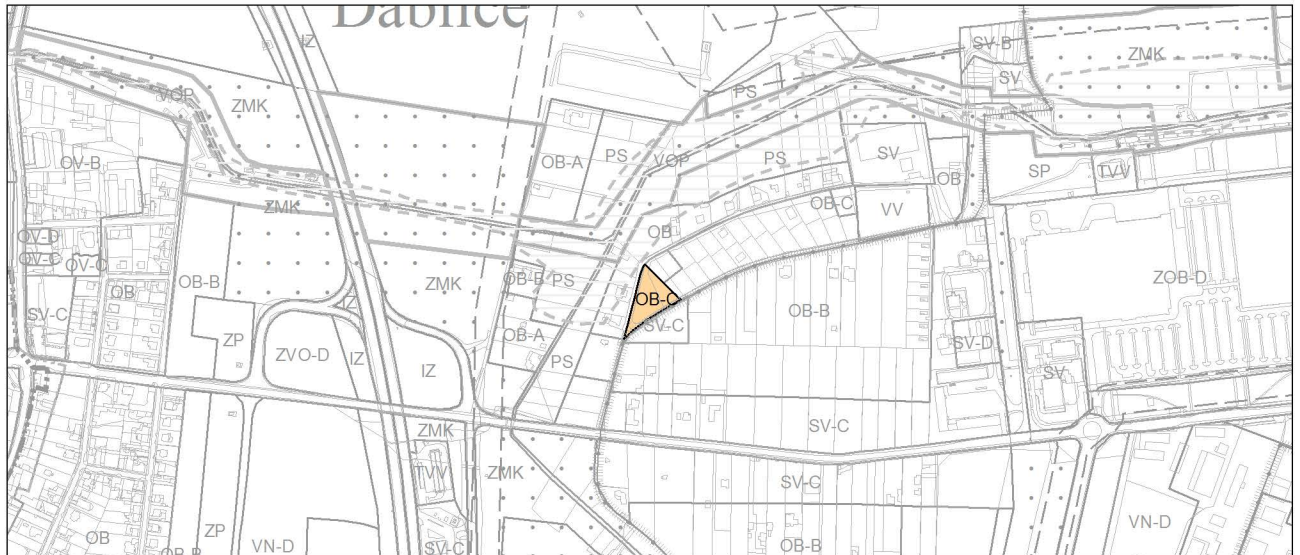 Ďáblice
IZ
SV-B
ZMK
SV
VOP
ZMK
PS
OV-B
OB-A
PS
VOP
PS
SV
OB
SP
TVV
ZMK
OB-C
VV
OV-D
OV-C
OV-C
OB
OB-B
OB
ZMK
OB-B
PS
OB-C
ZOB-D
SV-C
IZ
SV-C
OB-B
ZP
ZVO-D
IZ
IZ
OB-A
PS
SV-D
SV
ZMK
SV-C
TVV
ZMK
SV-C
OB
ZP
VN-D
SV-C
OB-B
VN-D
OB-B